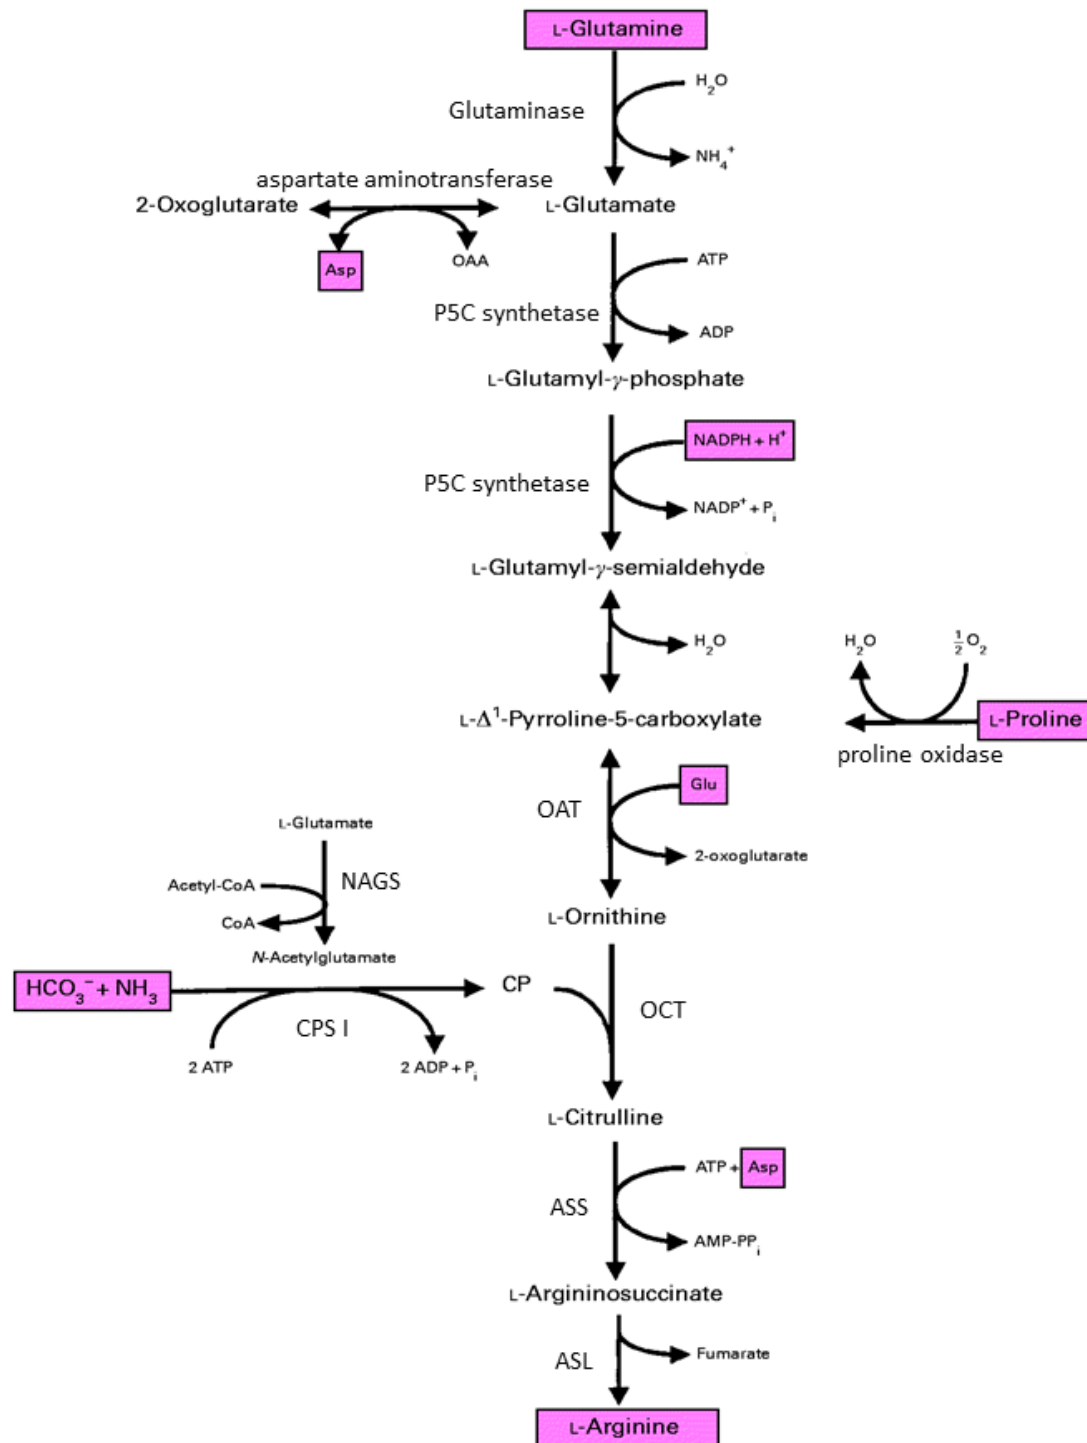 L-Glutamine
H₂O
Glutaminase
NH₄⁺
aspartate aminotransferase
2-Oxoglutarate
L-Glutamate
Asp
OAA
ATP
P5C synthetase
ADP
L-Glutamyl-γ-phosphate
NADPH + H⁺
P5C synthetase
NADP⁺ + Pᵢ
L-Glutamyl-γ-semialdehyde
H₂O
H₂O
½O₂
L-Δ¹-Pyrroline-5-carboxylate
L-Proline
proline oxidase
Glu
OAT
2-oxoglutarate
L-Glutamate
Acetyl-CoA
NAGS
CoA
L-Ornithine
N-Acetylglutamate
HCO₃⁻ + NH₃
CP
CPS I
OCT
2 ATP
2 ADP + Pᵢ
L-Citrulline
ATP + Asp
ASS
AMP-PPᵢ
L-Argininosuccinate
Fumarate
ASL
L-Arginine